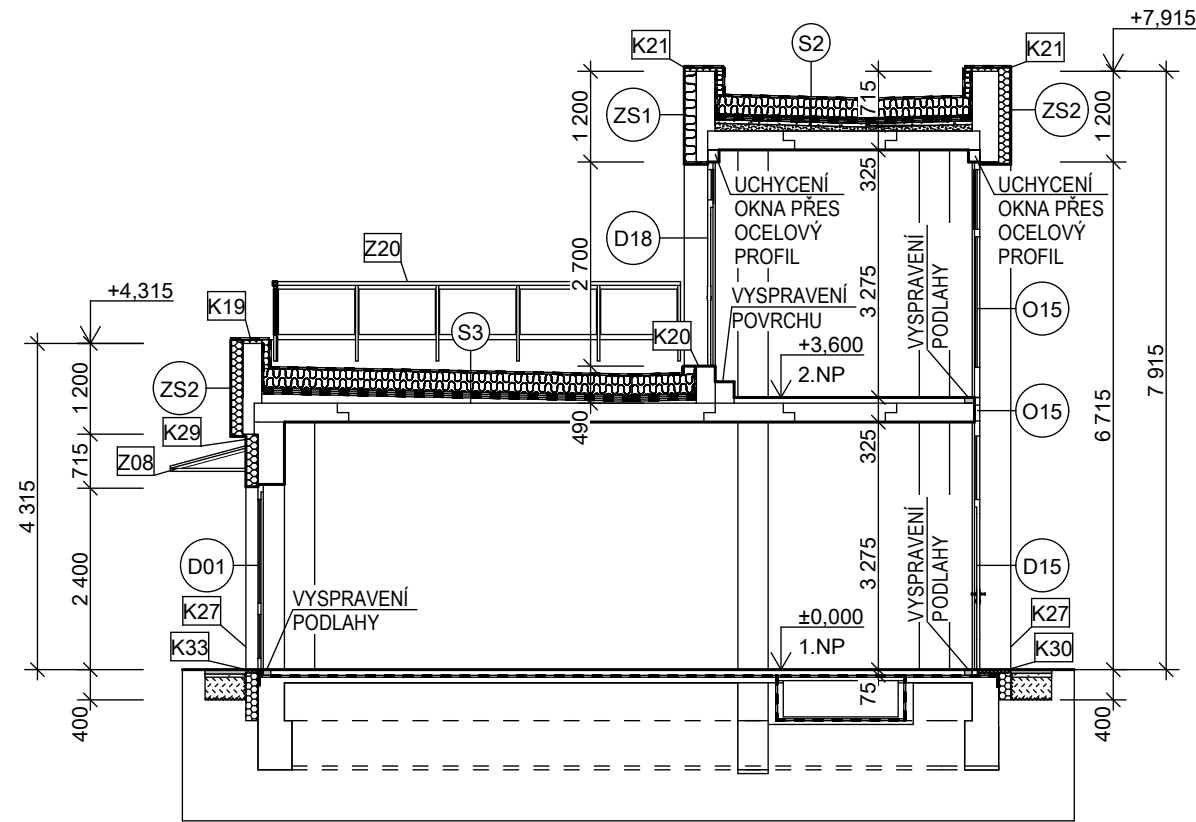 +7,915
K21
S2
K21
ZS1
ZS2
1 200
715
1 200
325
UCHYCENÍ
OKNA PŘES
OCELOVÝ
PROFIL
UCHYCENÍ
OKNA PŘES
OCELOVÝ
PROFIL
D18
2 700
Z20
VYSPRAVENÍ
POVRCHU
3 275
VYSPRAVENÍ
PODLAHY
O15
+4,315
K19
S3
K20
+3,600
2.NP
7 915
6 715
ZS2
1 200
490
325
O15
K29
Z08
715
4 315
2 400
D01
VYSPRAVENÍ
PODLAHY
3 275
VYSPRAVENÍ
PODLAHY
D15
K27
K33
±0,000
1.NP
K27
K30
75
400
400